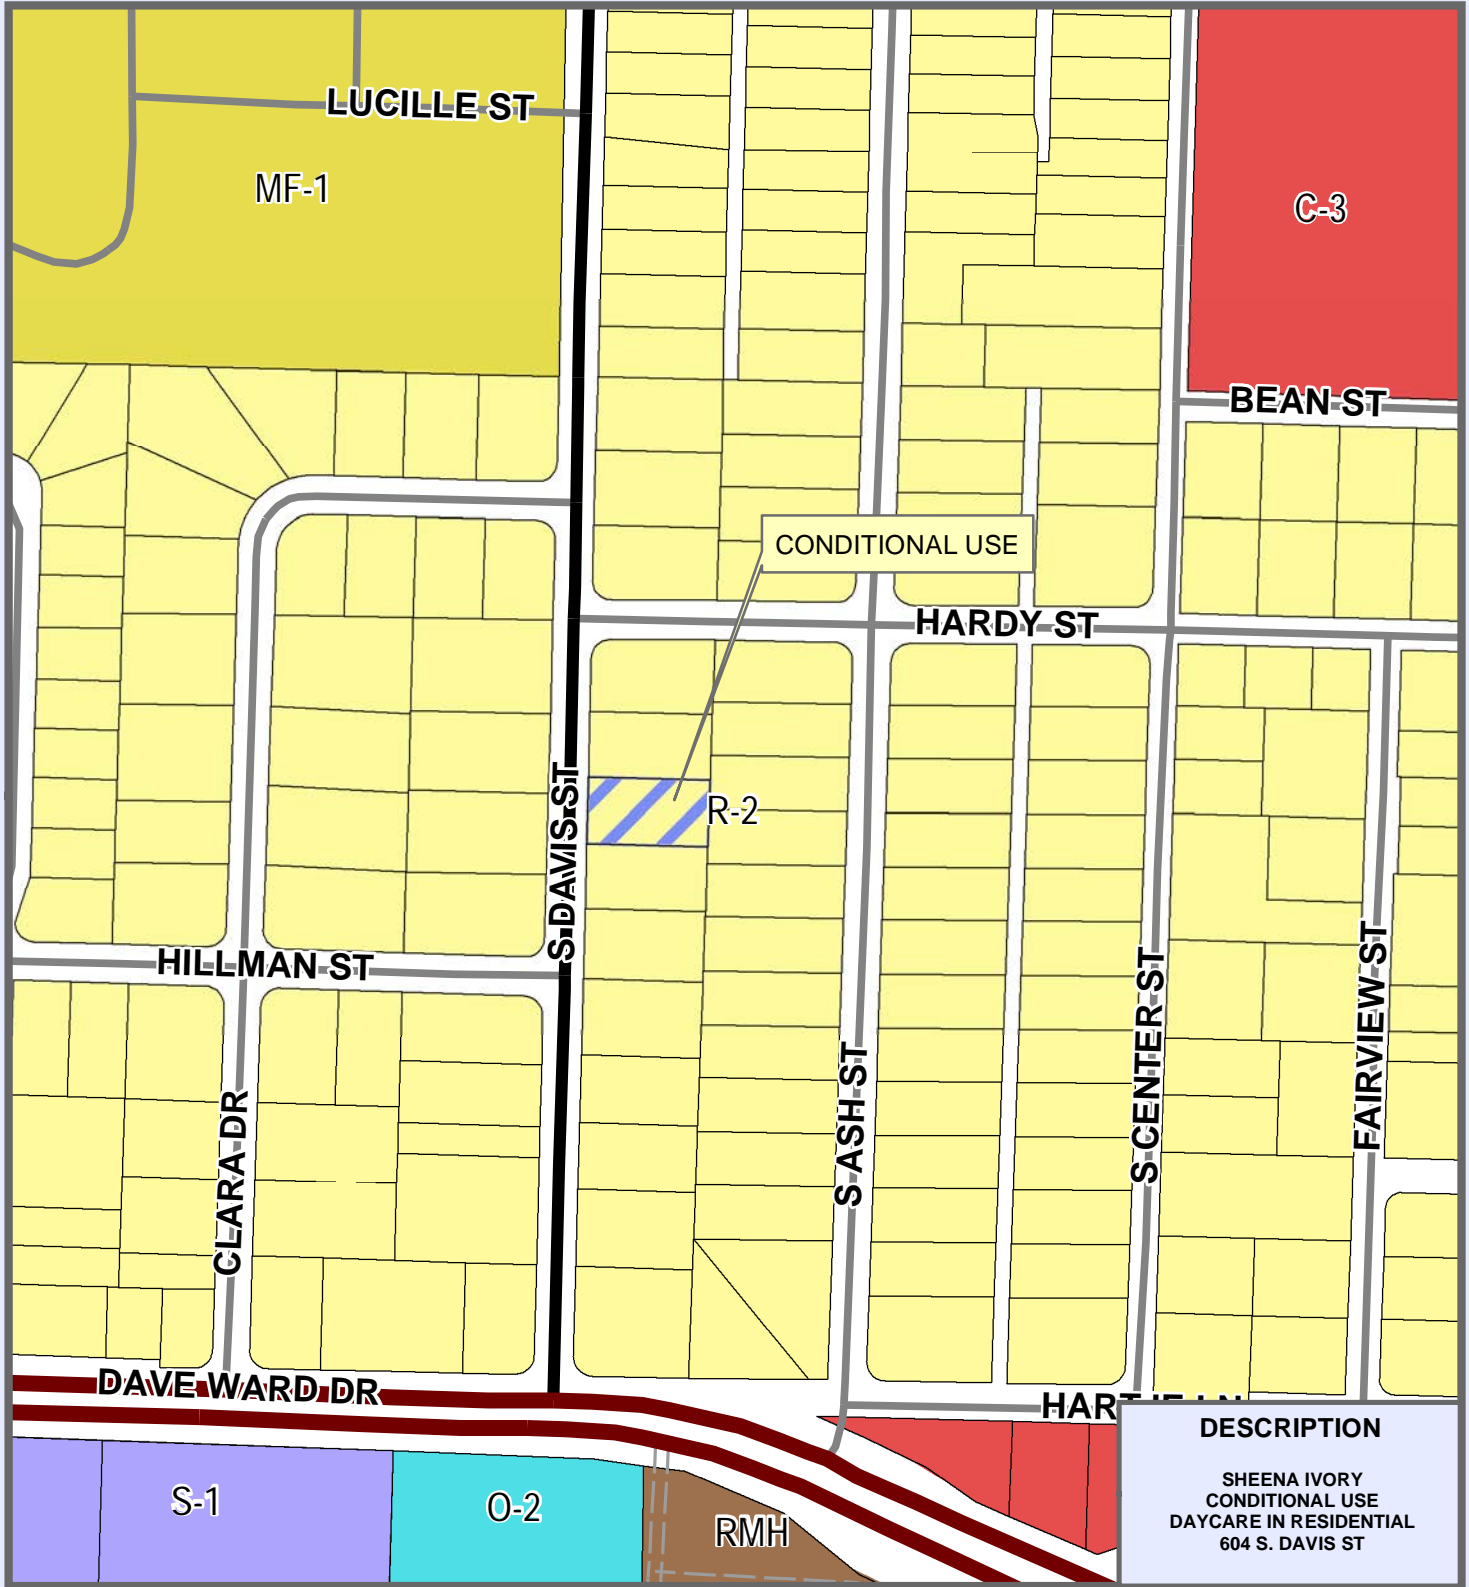 LUCILLE ST
MF-1
C-3
BEAN ST
CONDITIONAL USE
HARDY ST
R-2
S DAVIS ST
HILLMAN ST
S CENTER ST
FAIRVIEW ST
S ASH ST
CLARA DR
DAVE WARD DR
HARTJE LN
S-1
O-2
RMH
DESCRIPTION
SHEENA IVORY
CONDITIONAL USE
DAYCARE IN RESIDENTIAL
604 S. DAVIS ST